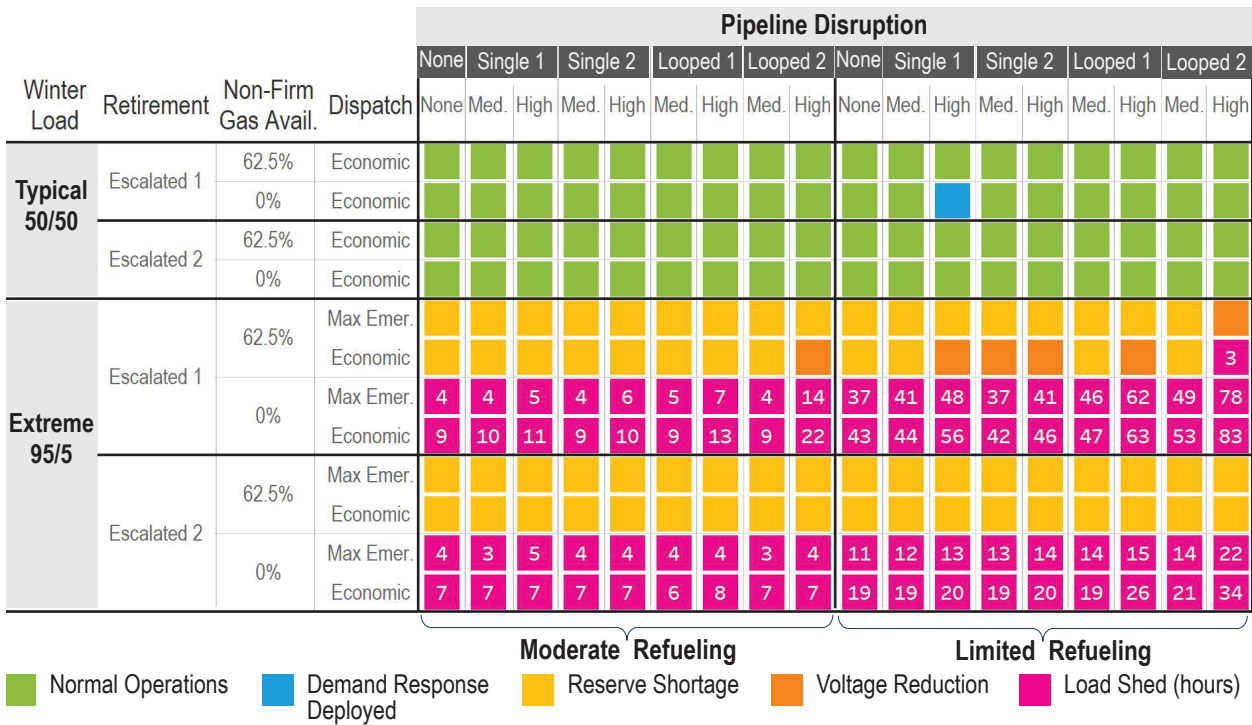 Pipeline Disruption
None Single 1 Single 2 Looped 1 Looped 2 None Single 1 Single 2 Looped 1 Looped 2
Winter Load Retirement Non-Firm Gas Avail. Dispatch None Med. High Med. High Med. High Med. High None Med. High Med. High Med. High Med. High
Typical 50/50
Escalated 1 62.5% Economic
0% Economic
Escalated 2 62.5% Economic
0% Economic
Extreme 95/5
Escalated 1 62.5% Max Emer.
Economic 3
0% Max Emer. 4 4 5 4 6 5 7 4 14 37 41 48 37 41 46 62 49 78
Economic 9 10 11 9 10 9 13 9 22 43 44 56 42 46 47 63 53 83
Escalated 2 62.5% Max Emer.
Economic
0% Max Emer. 4 3 5 4 4 4 4 3 4 11 12 13 13 14 14 15 14 22
Economic 7 7 7 7 7 6 8 7 7 19 19 20 19 20 19 26 21 34
Moderate Refueling Limited Refueling
Normal Operations Demand Response Deployed Reserve Shortage Voltage Reduction Load Shed (hours)